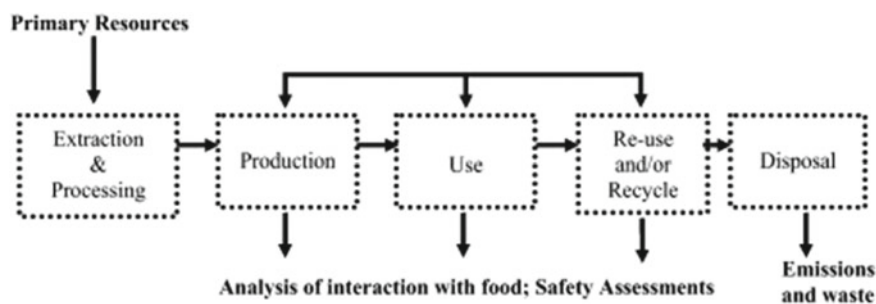 Primary Resources
Extraction
&
Processing
Production
Use
Re-use
and/or
Recycle
Disposal
Analysis of interaction with food; Safety Assessments
Emissions
and waste